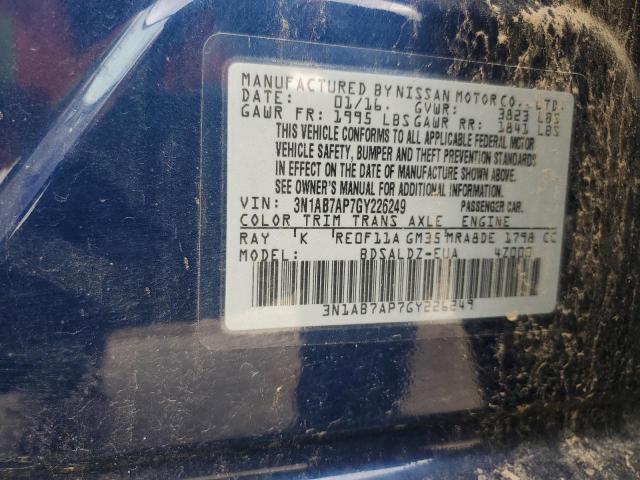 MANUFACTURED BY NISSAN MOTOR CO., LTD.
DATE: 01/16. GVWR: 3823 LBS
GAWR FR: 1995 LBS GAWR RR: 1841 LBS
THIS VEHICLE CONFORMS TO ALL APPLICABLE FEDERAL MOTOR
VEHICLE SAFETY, BUMPER AND THEFT PREVENTION STANDARDS
IN EFFECT ON THE DATE OF MANUFACTURE SHOWN ABOVE.
SEE OWNER'S MANUAL FOR ADDITIONAL INFORMATION.
VIN: 3N1AB7AP7GY226249 PASSENGER CAR.
COLOR TRIM TRANS AXLE ENGINE
RAY K RE0F11A GM35 MRA8DE 1798 CC
MODEL: BDSALDZ-EUA
3N1AB7AP7GY226249